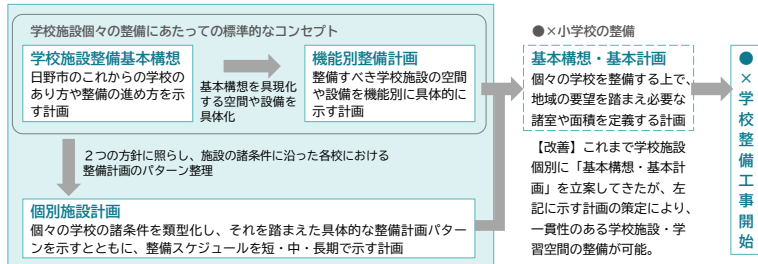 学校施設個々の整備にあたっての標準的なコンセプト
学校施設整備基本構想
日野市のこれからの学校の
あり方や整備の進め方を示
す計画
基本構想を具現化
する空間や設備を
具体化
機能別整備計画
整備すべき学校施設の空間
や設備を機能別に具体的に
示す計画
２つの方針に照らし、施設の諸条件に沿った各校における
整備計画のパターン整理
個別施設計画
個々の学校の諸条件を類型化し、それを踏まえた具体的な整備計画パター
ンを示すとともに、整備スケジュールを短・中・長期で示す計画
●×小学校の整備
基本構想・基本計画
個々の学校を整備する上で、
地域の要望を踏まえ必要な
諸室や面積を定義する計画
【改善】これまで学校施設
個別に「基本構想・基本計
画」を立案してきたが、左
記に示す計画の策定により、
一貫性のある学校施設・学
習空間の整備が可能。
●×学校整備工事開始